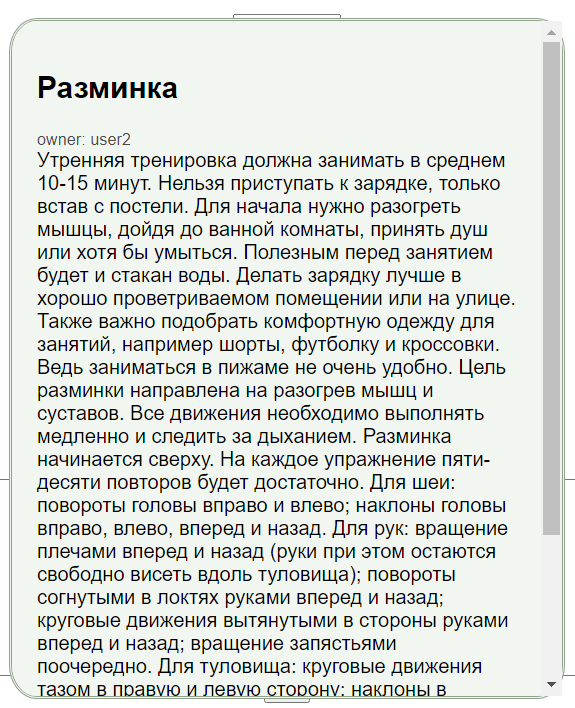 Разминка
owner: user2
Утренняя тренировка должна занимать в среднем
10-15 минут. Нельзя приступать к зарядке, только
встав с постели. Для начала нужно разогреть
мышцы, дойдя до ванной комнаты, принять душ
или хотя бы умыться. Полезным перед занятием
будет и стакан воды. Делать зарядку лучше в
хорошо проветриваемом помещении или на улице.
Также важно подобрать комфортную одежду для
занятий, например шорты, футболку и кроссовки.
Ведь заниматься в пижаме не очень удобно. Цель
разминки направлена на разогрев мышц и
суставов. Все движения необходимо выполнять
медленно и следить за дыханием. Разминка
начинается сверху. На каждое упражнение пяти-
десяти повторов будет достаточно. Для шеи:
повороты головы вправо и влево; наклоны головы
вправо, влево, вперед и назад. Для рук: вращение
плечами вперед и назад (руки при этом остаются
свободно висеть вдоль туловища); повороты
согнутыми в локтях руками вперед и назад;
круговые движения вытянутыми в стороны руками
вперед и назад; вращение запястьями
поочередно. Для туловища: круговые движения
тазом в правую и левую сторону; наклоны в